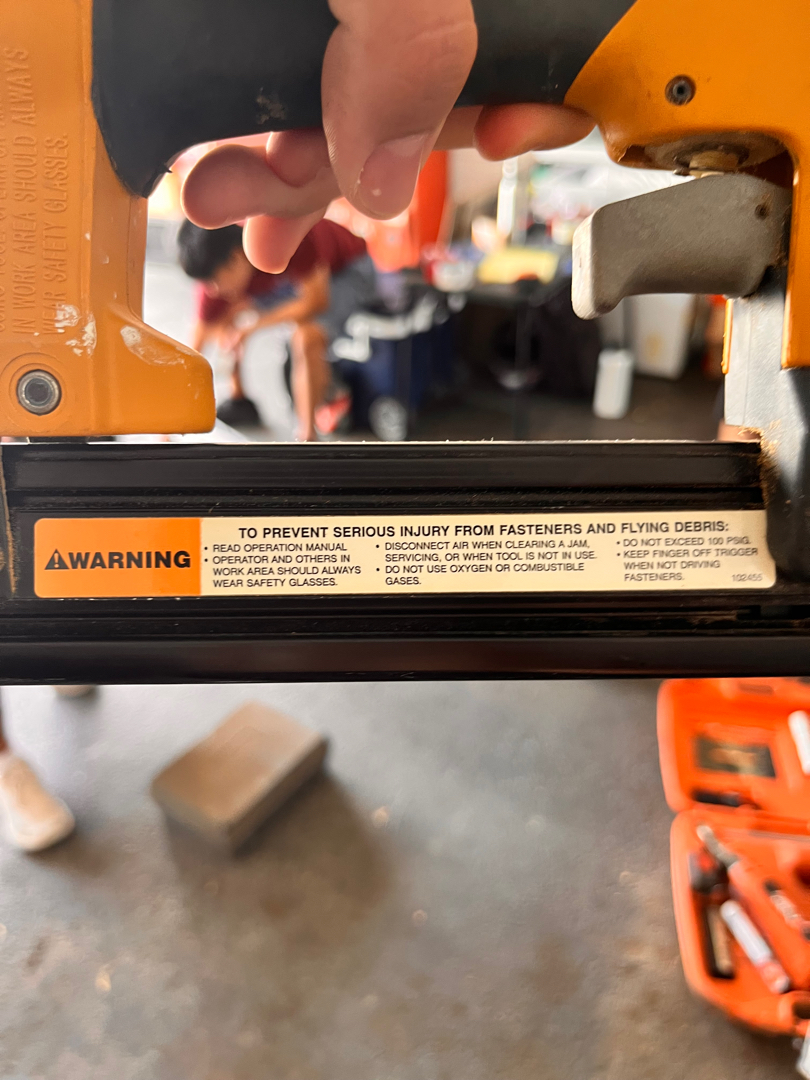 IN WORK AREA SHOULD ALWAYS
SAFETY GLASSES.
WARNING
TO PREVENT SERIOUS INJURY FROM FASTENERS AND FLYING DEBRIS:
• READ OPERATION MANUAL
• OPERATOR AND OTHERS IN
WORK AREA SHOULD ALWAYS
WEAR SAFETY GLASSES.
• DISCONNECT AIR WHEN CLEARING A JAM,
SERVICING, OR WHEN TOOL IS NOT IN USE.
• DO NOT USE OXYGEN OR COMBUSTIBLE
GASES.
• DO NOT EXCEED 100 PSIG.
• KEEP FINGER OFF TRIGGER
WHEN NOT DRIVING
FASTENERS.
102455